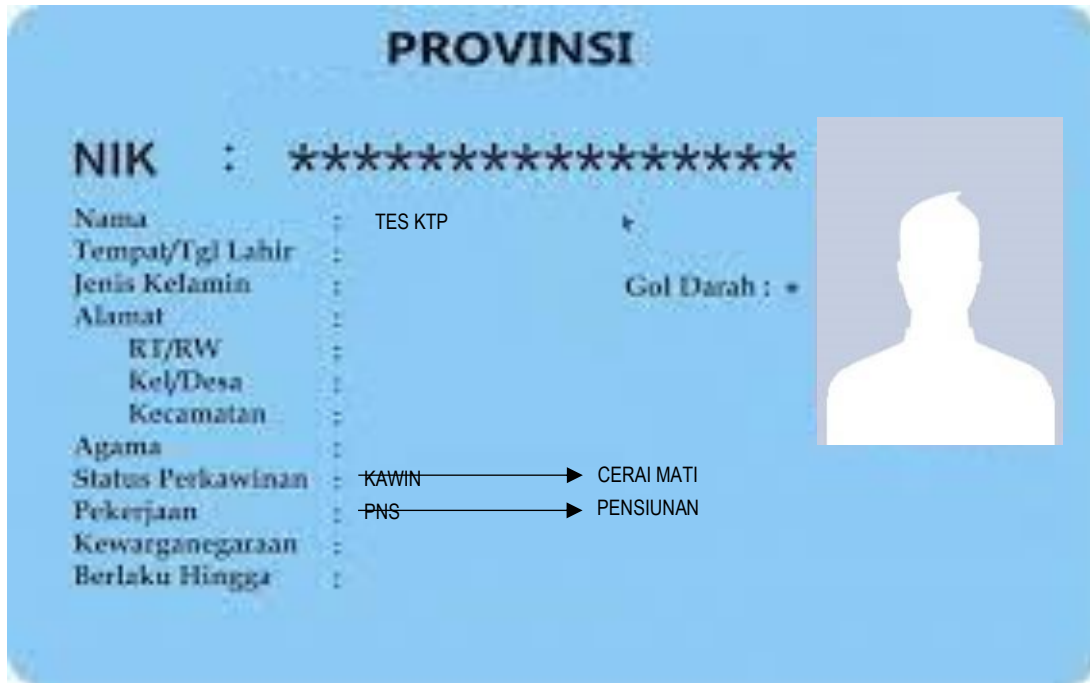 PROVINSI
NIK : ****************
Nama : TES KTP
Tempat/Tgl Lahir :
Jenis Kelamin : Gol Darah : *
Alamat :
RT/RW :
Kel/Desa :
Kecamatan :
Agama :
Status Perkawinan : KAWIN CERAI MATI
Pekerjaan : PNS PENSIUNAN
Kewarganegaraan :
Berlaku Hingga :